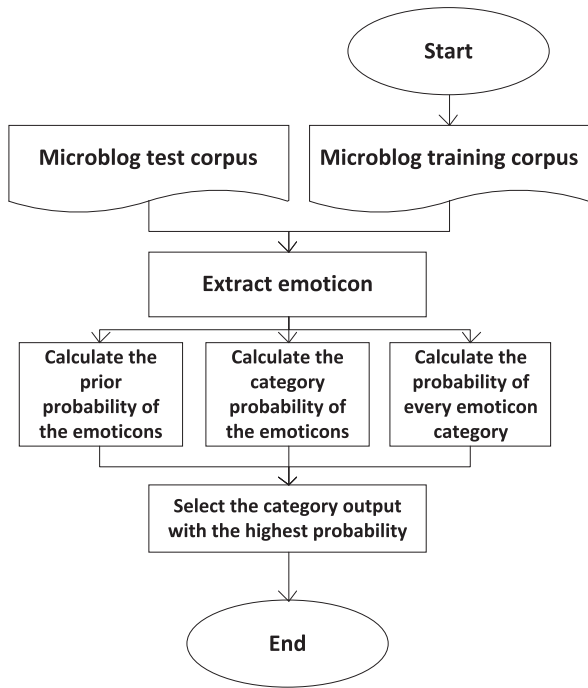 Start
Microblog test corpus
Microblog training corpus
Extract emoticon
Calculate the
prior
probability of
the emoticons
Calculate the
category
probability of
the emoticons
Calculate the
probability of
every emoticon
category
Select the category output
with the highest probability
End